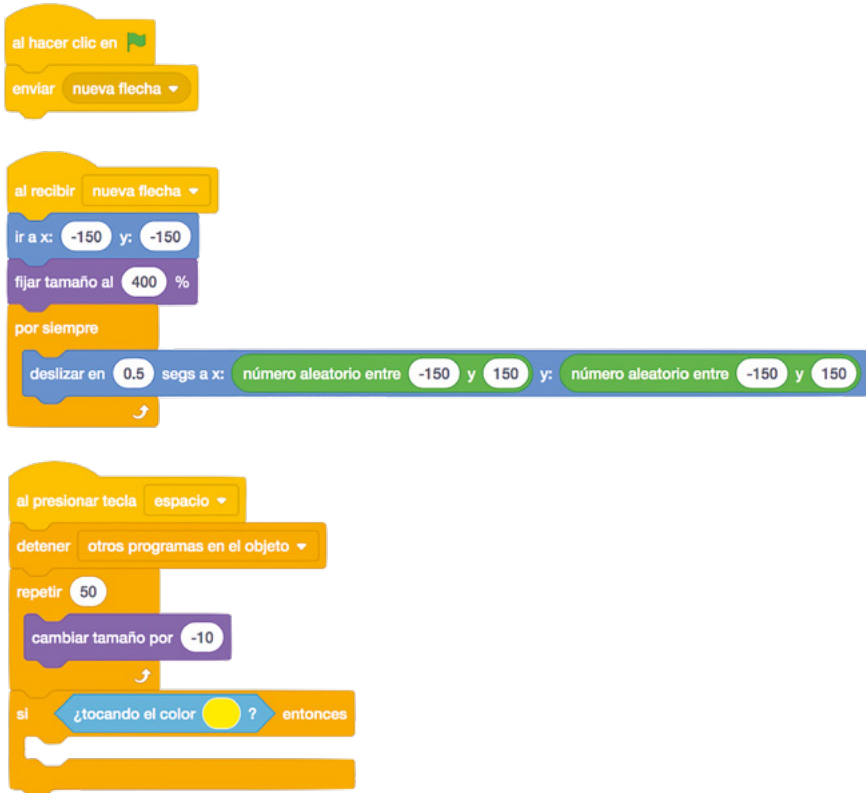 al hacer clic en
enviar nueva flecha
al recibir nueva flecha
ir a x: -150 y: -150
fijar tamaño al 400 %
por siempre
deslizar en 0.5 segs a x: número aleatorio entre -150 y 150 y: número aleatorio entre -150 y 150
al presionar tecla espacio
detener otros programas en el objeto
repetir 50
cambiar tamaño por -10
si ¿tocando el color ? entonces